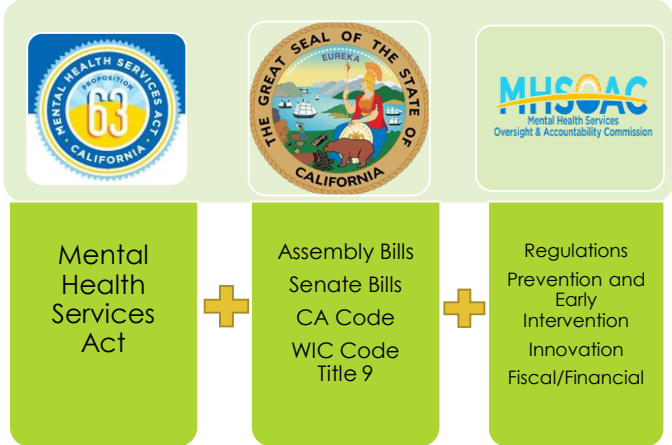 MENTAL HEALTH SERVICES ACT
PROPOSITION
63
• CALIFORNIA •
THE GREAT SEAL OF THE STATE OF CALIFORNIA
EUREKA
MHSOAC
Mental Health Services
Oversight & Accountability Commission
Mental
Health
Services
Act
Assembly Bills
Senate Bills
CA Code
WIC Code
Title 9
Regulations
Prevention and
Early
Intervention
Innovation
Fiscal/Financial